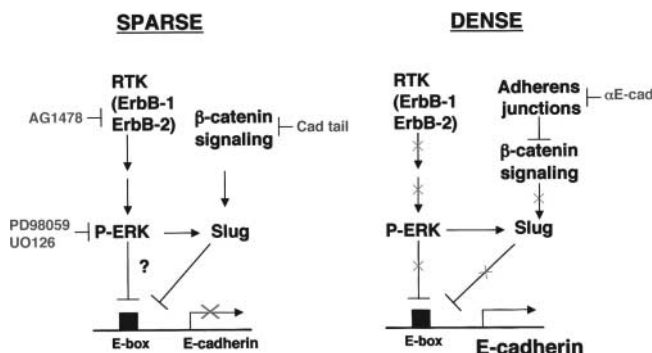 SPARSE
RTK
(ErbB-1
ErbB-2)
AG1478
β-catenin
signaling
Cad tail
PD98059
UO126
P-ERK
Slug
?
E-box
E-cadherin
DENSE
RTK
(ErbB-1
ErbB-2)
Adherens
junctions
αE-cad
β-catenin
signaling
P-ERK
Slug
E-box
E-cadherin